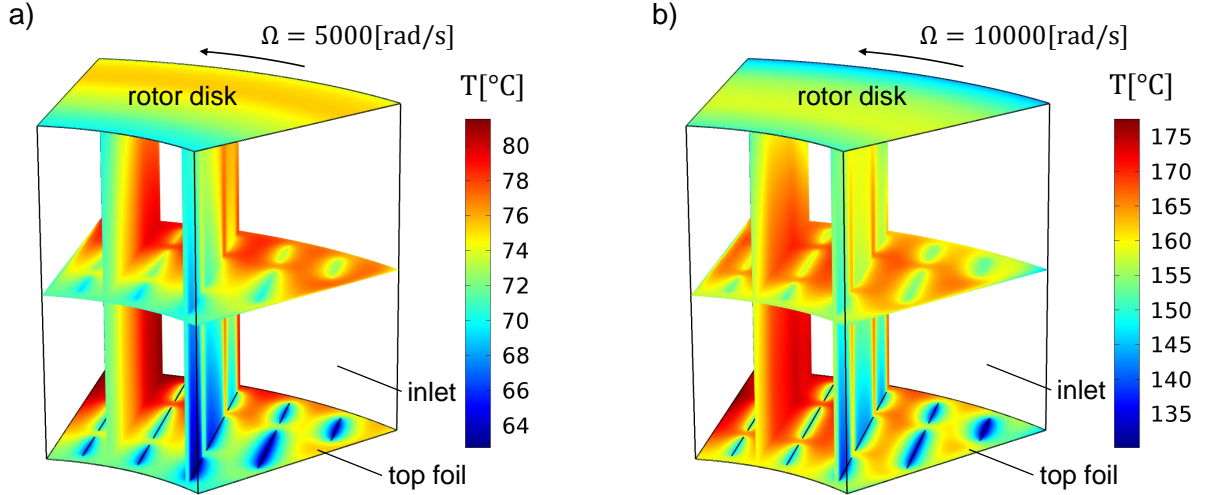 a)
Ω = 5000[rad/s]
T[°C]
rotor disk
80
78
76
74
72
70
68
66
64
inlet
top foil
b)
Ω = 10000[rad/s]
T[°C]
rotor disk
175
170
165
160
155
150
145
140
135
inlet
top foil